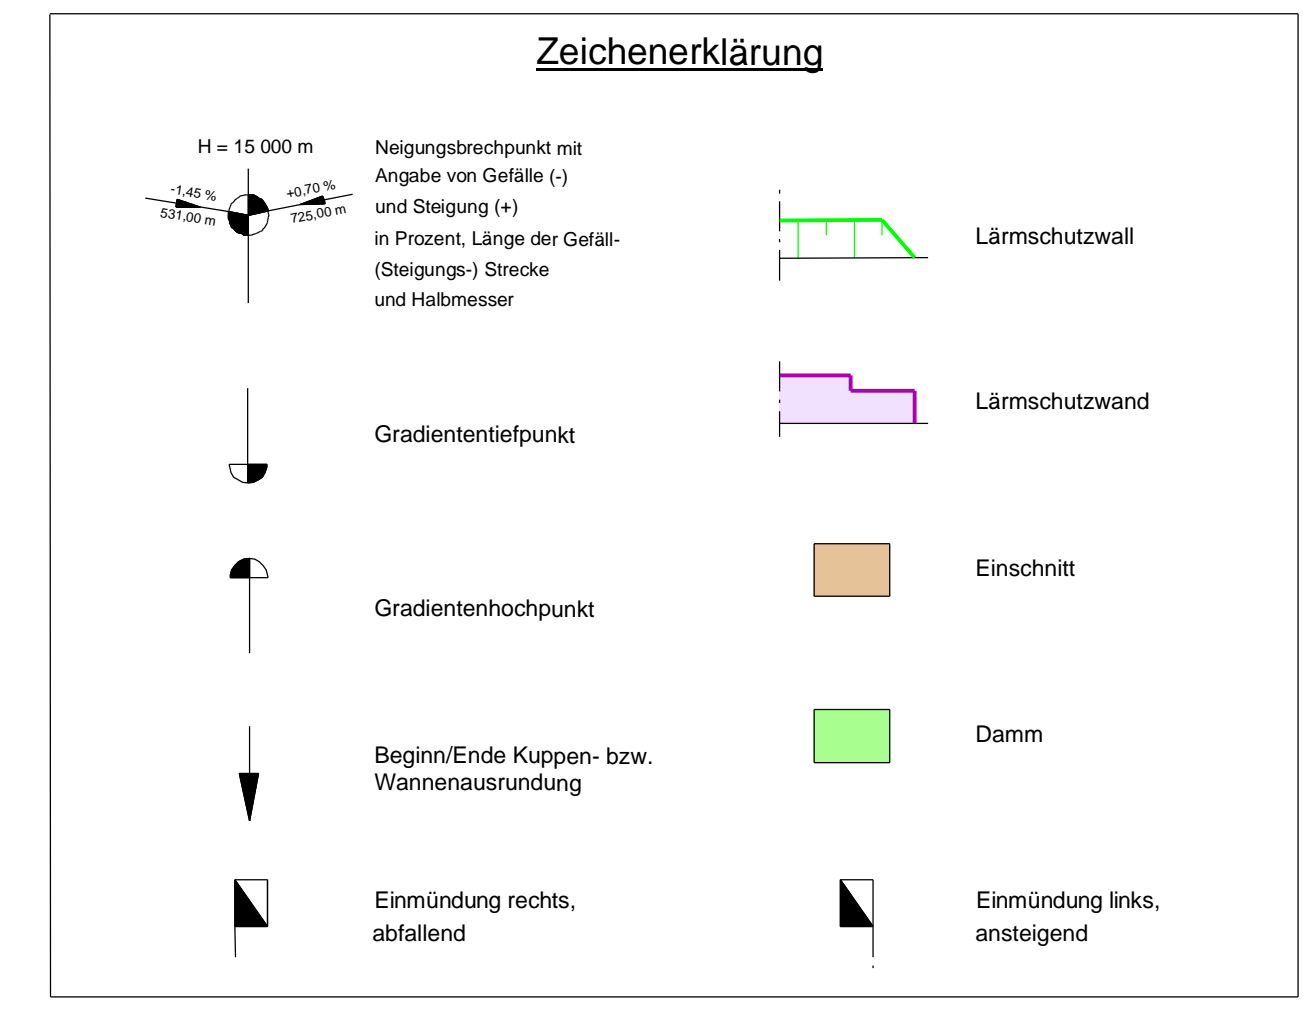 Zeichenerklärung
H = 15 000 m
-1,45 %
531,00 m
+0,70 %
725,00 m
Neigungsbrechpunkt mit
Angabe von Gefälle (-)
und Steigung (+)
in Prozent, Länge der Gefäll-
(Steigungs-) Strecke
und Halbmesser
Gradiententiefpunkt
Gradientenhochpunkt
Beginn/Ende Kuppen- bzw.
Wannenausrundung
Einmündung rechts,
abfallend
Lärmschutzwall
Lärmschutzwand
Einschnitt
Damm
Einmündung links,
ansteigend